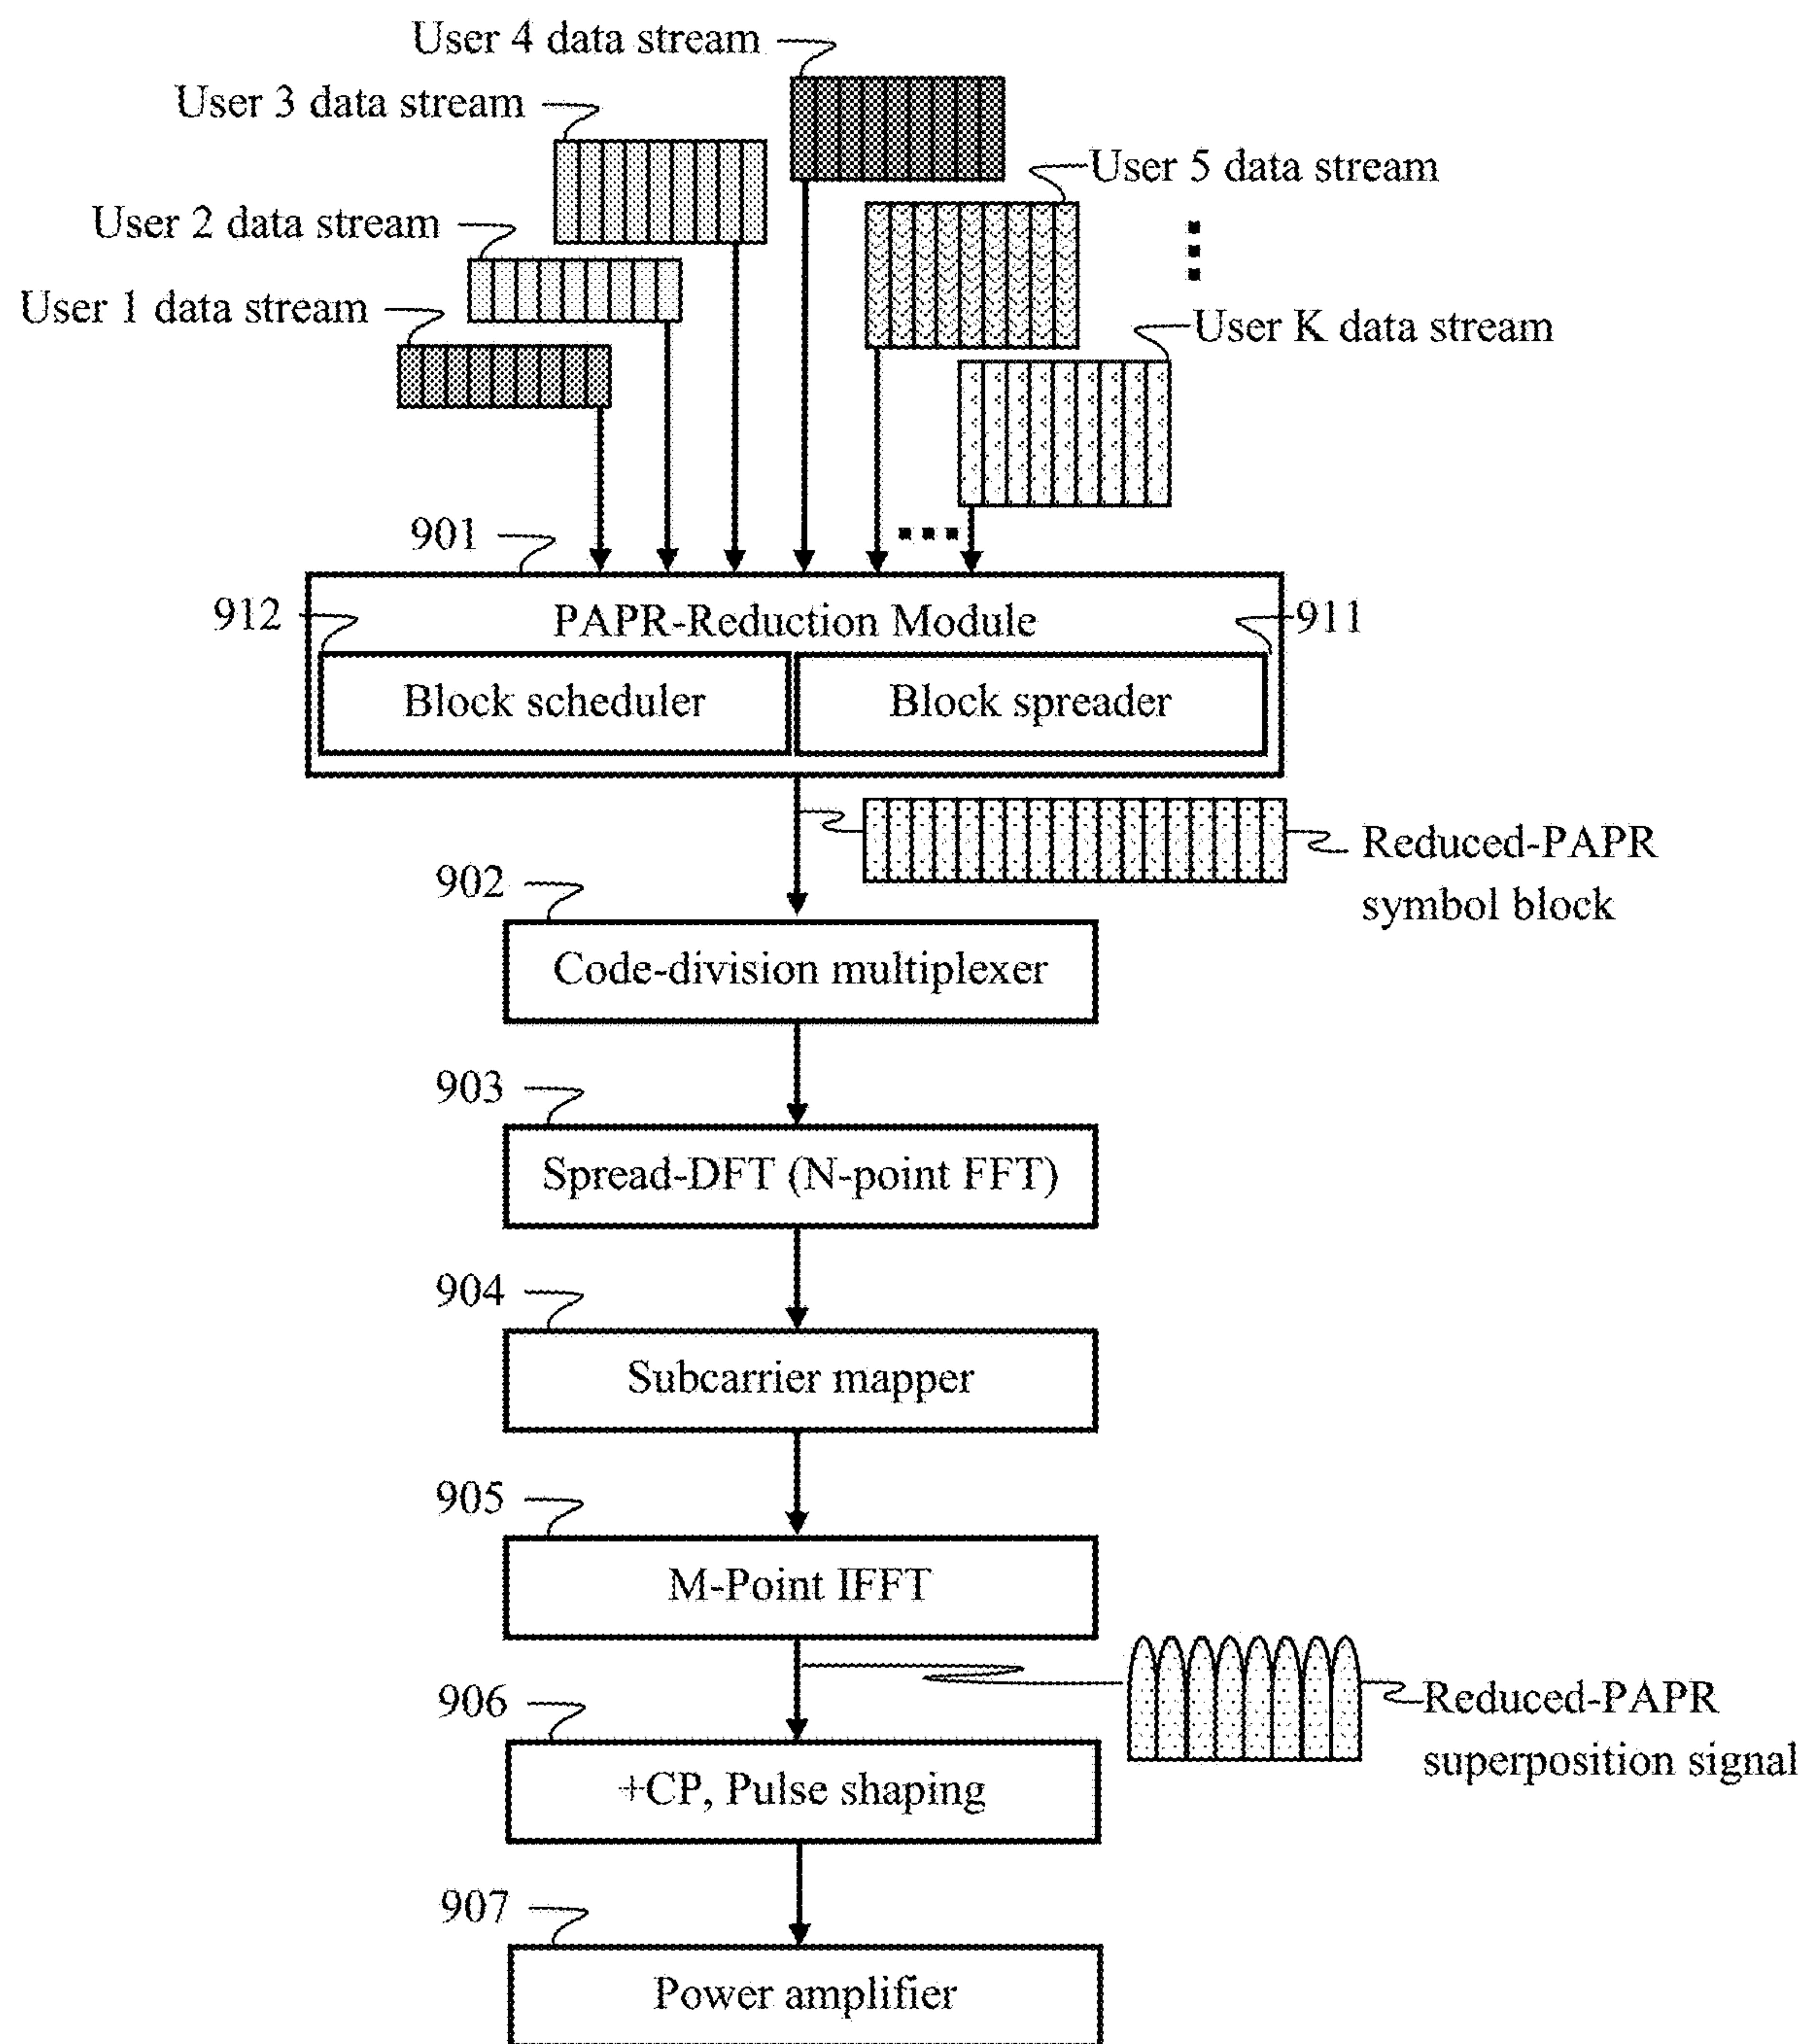 User 4 data stream
User 3 data stream
User 5 data stream
User 2 data stream
User 1 data stream
User K data stream
901
912
PAPR-Reduction Module
911
Block scheduler
Block spreader
Reduced-PAPR
symbol block
902
Code-division multiplexer
903
Spread-DFT (N-point FFT)
904
Subcarrier mapper
905
M-Point IFFT
Reduced-PAPR
superposition signal
906
+CP, Pulse shaping
907
Power amplifier